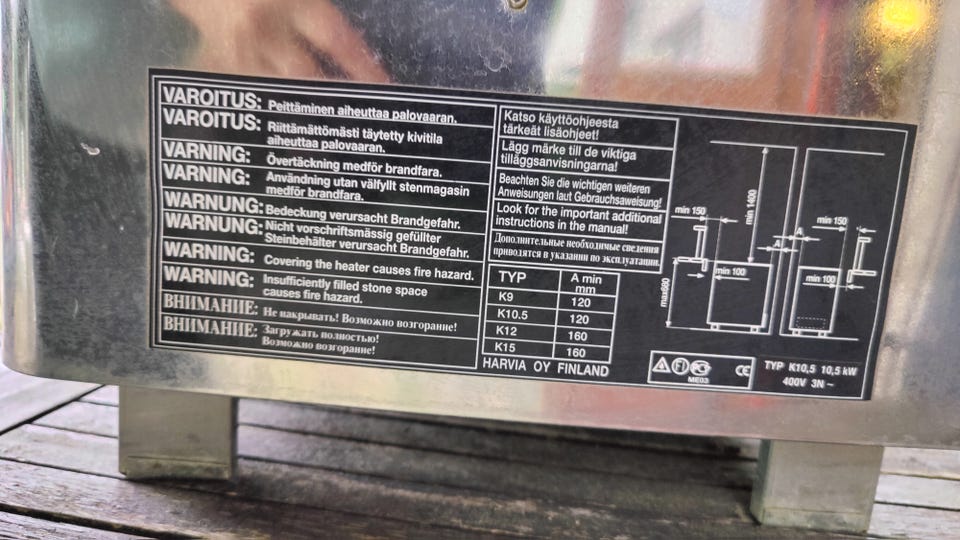 VAROITUS: Peittäminen aiheuttaa palovaaran.
VAROITUS: Riittämättömästi täytetty kivitila
aiheuttaa palovaaran.
VARNING: Övertäckning medför brandfara.
VARNING: Användning utan välfyllt stenmagasin
medför brandfara.
WARNUNG: Bedeckung verursacht Brandgefahr.
WARNUNG: Nicht vorschriftsmässig gefüllter
Steinbehälter verursacht Brandgefahr.
WARNING: Covering the heater causes fire hazard.
WARNING: Insufficiently filled stone space
causes fire hazard.
ВНИМАНИЕ: Не накрывать! Возможно возгорание!
ВНИМАНИЕ: Загружать полностью!
Возможно возгорание!
Katso käyttöohjeesta
tärkeät lisäohjeet!
Lägg märke till de viktiga
tilläggsanvisningarna!
Beachten Sie die wichtigen weiteren
Anweisungen laut Gebrauchsaweisung!
Look for the important additional
instructions in the manual!
Дополнительные необходимые сведения
приводятся в указании по эксплуатации.
TYP A min
mm
K9 120
K10.5 120
K12 160
K15 160
HARVIA OY FINLAND
min 150
min 1400
min 150
A
A
min 100
min 100
max680
FI
ME03
CE
TYP K10,5 10,5 kW
400V 3N ~